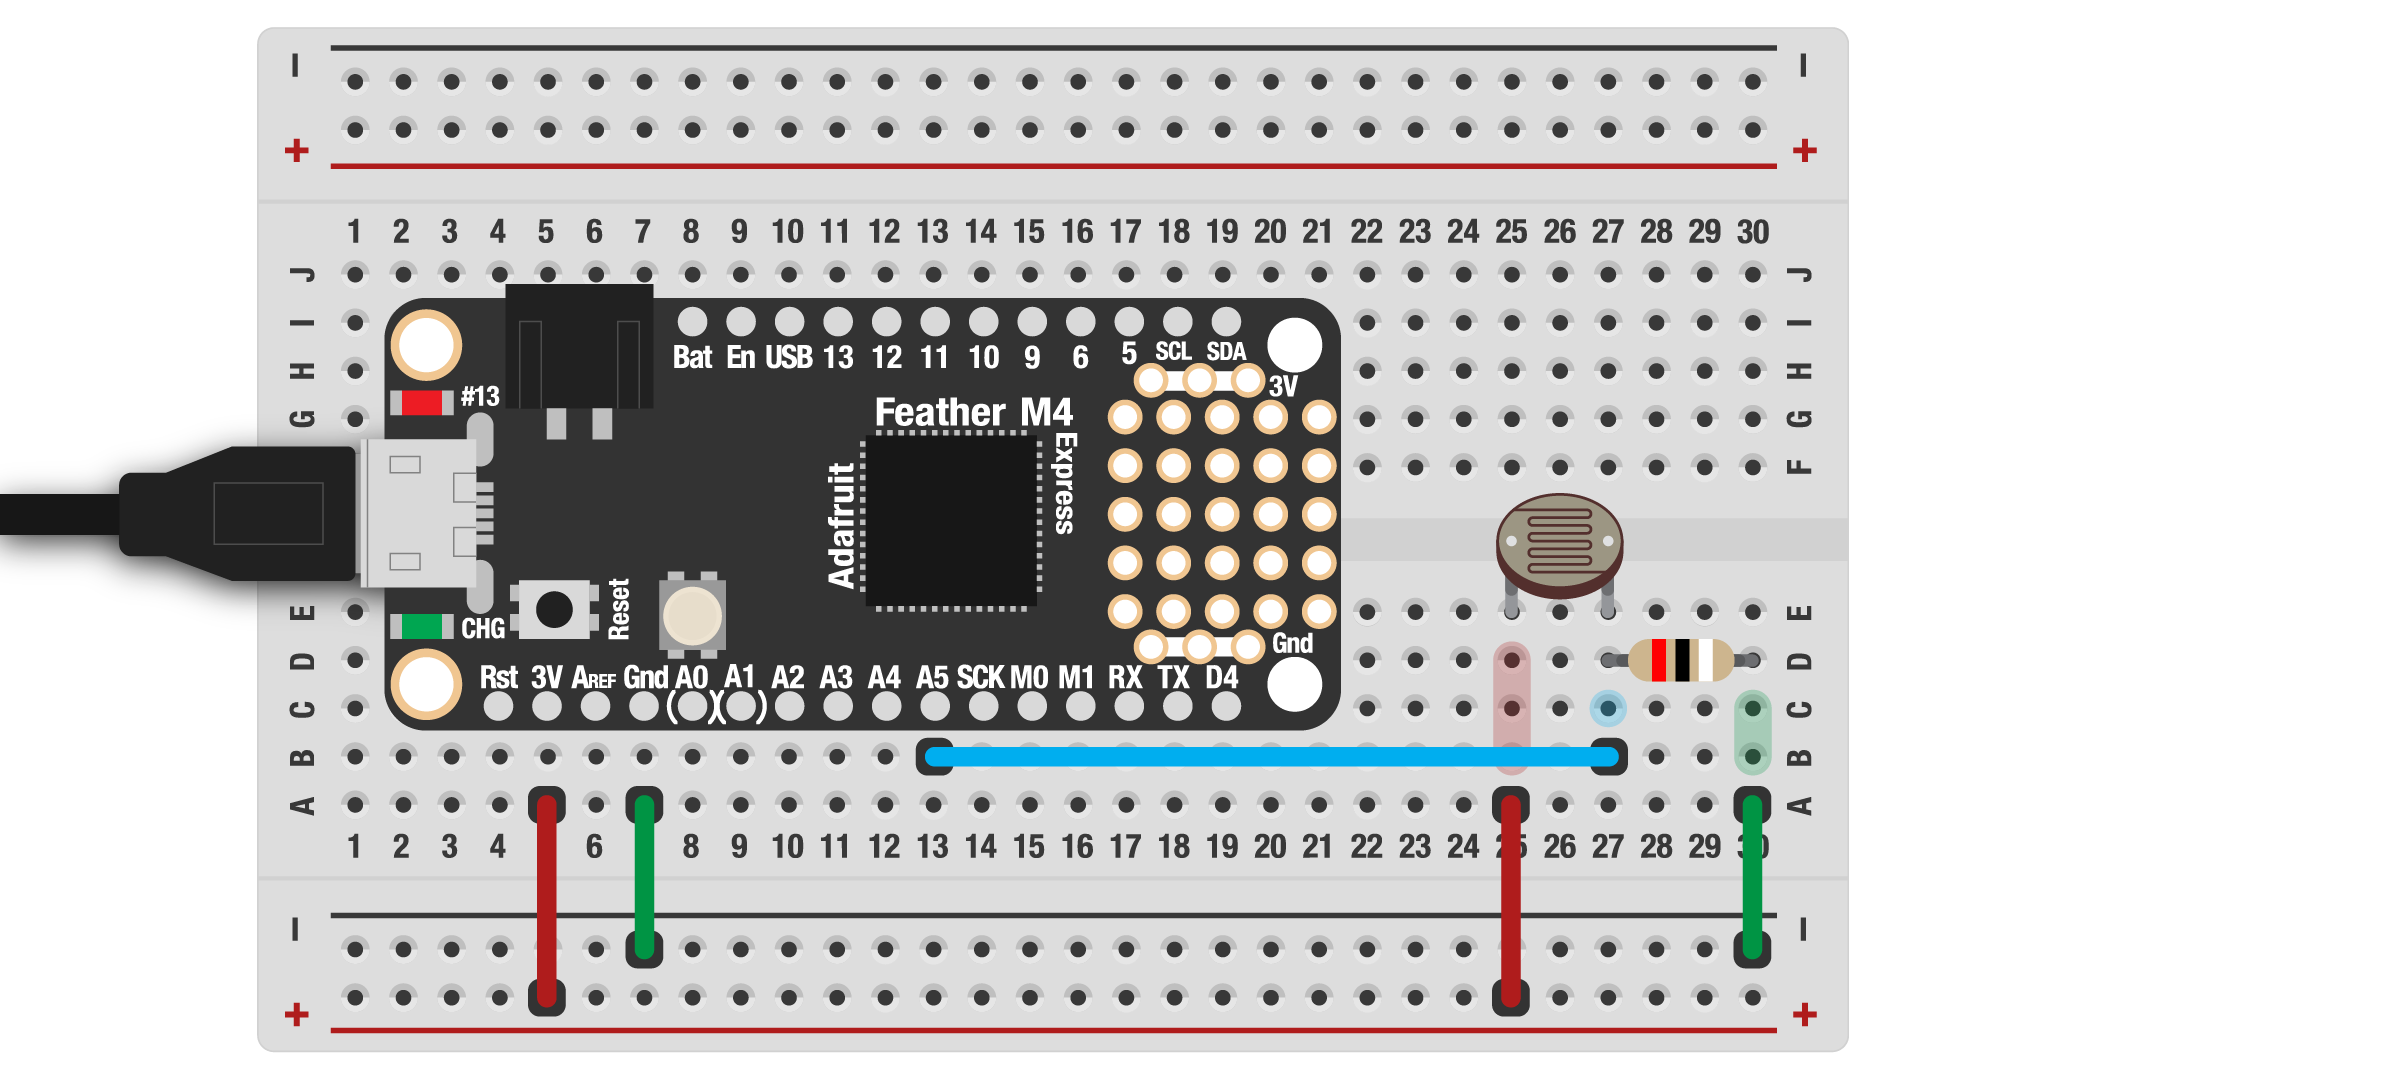 – –
+ +
1 2 3 4 5 6 7 8 9 10 11 12 13 14 15 16 17 18 19 20 21 22 23 24 25 26 27 28 29 30
J J
I I
Bat En USB 13 12 11 10 9 6 5 SCL SDA
H H
3V
#13
Feather M4
G G
Express
F F
Adafruit
Reset
E E
CHG
Gnd
D D
Rst 3V AREF Gnd A0 A1 A2 A3 A4 A5 SCK M0 M1 RX TX D4
C ( )( ) C
B B
A A
1 2 3 4 6 8 9 10 11 12 13 14 15 16 17 18 19 20 21 22 23 24 25 26 27 28 29 30
– –
+ +